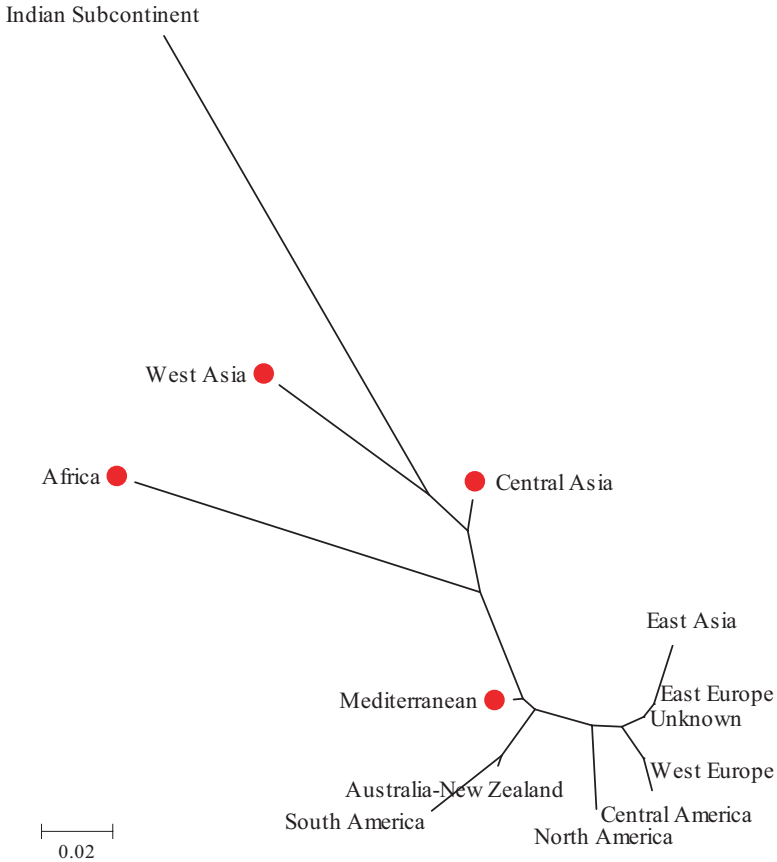 Indian Subcontinent
West Asia
Africa
Central Asia
East Asia
East Europe
Mediterranean
Unknown
West Europe
Australia-New Zealand
Central America
South America
North America
0.02